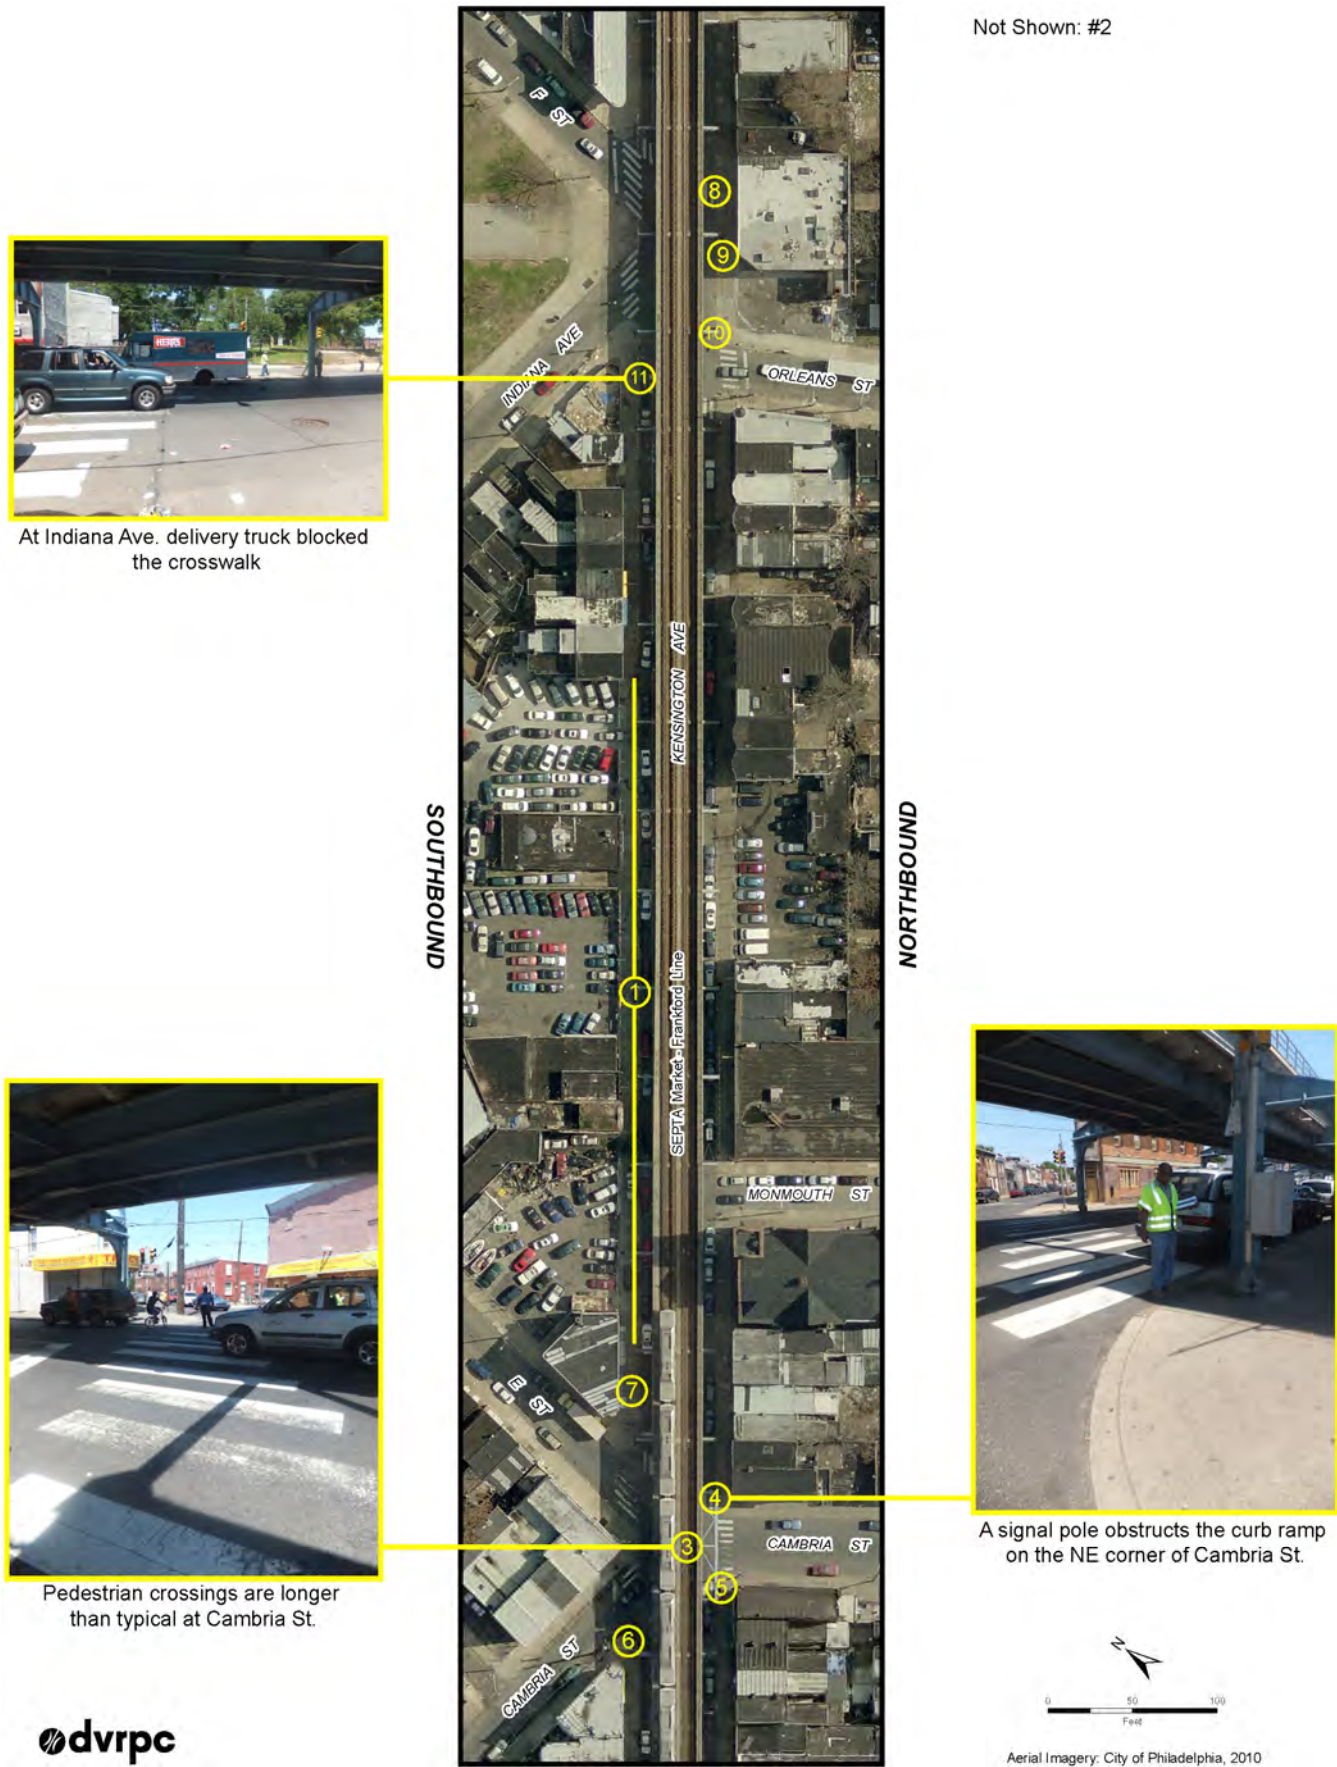 Not Shown: #2
F ST
8
9
10
INDIANA AVE
11
ORLEANS ST
HERR'S
At Indiana Ave. delivery truck blocked
the crosswalk
KENSINGTON AVE
SOUTHBOUND
NORTHBOUND
1
SEPTA Market - Frankford Line
MONMOUTH ST
E ST
7
4
3
CAMBRIA ST
5
6
CAMBRIA ST
A signal pole obstructs the curb ramp
on the NE corner of Cambria St.
Pedestrian crossings are longer
than typical at Cambria St.
N
0 50 100
Feet
dvrpc
Aerial Imagery: City of Philadelphia, 2010